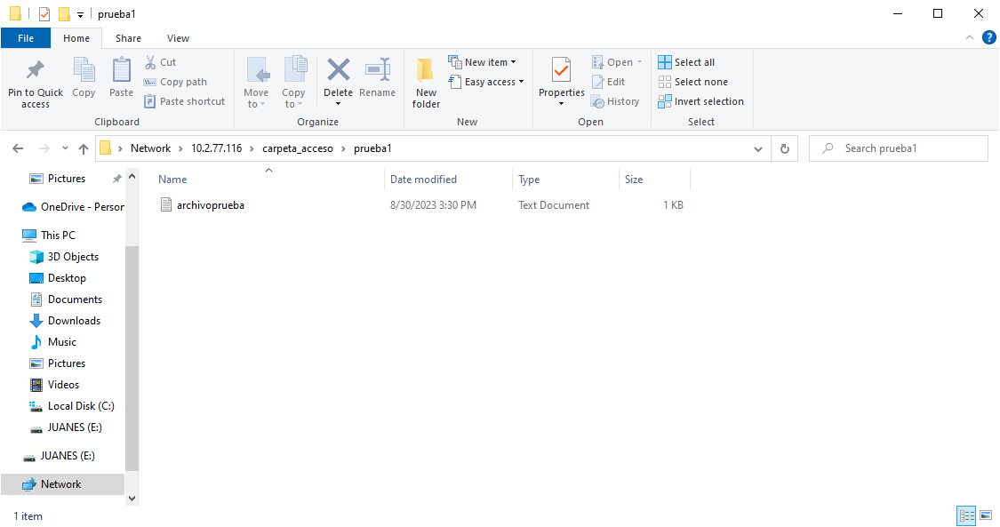 prueba1
File Home Share View
Pin to Quick access
Copy
Paste
Cut
Copy path
Paste shortcut
Clipboard
Move to
Copy to
Delete
Rename
Organize
New folder
New item
Easy access
New
Properties
Open
Edit
History
Open
Select all
Select none
Invert selection
Select
Network > 10.2.77.116 > carpeta_acceso > prueba1
Search prueba1
Pictures
OneDrive - Person
This PC
3D Objects
Desktop
Documents
Downloads
Music
Pictures
Videos
Local Disk (C:)
JUANES (E:)
JUANES (E:)
Network
Name Date modified Type Size
archivoprueba 8/30/2023 3:30 PM Text Document 1 KB
1 item